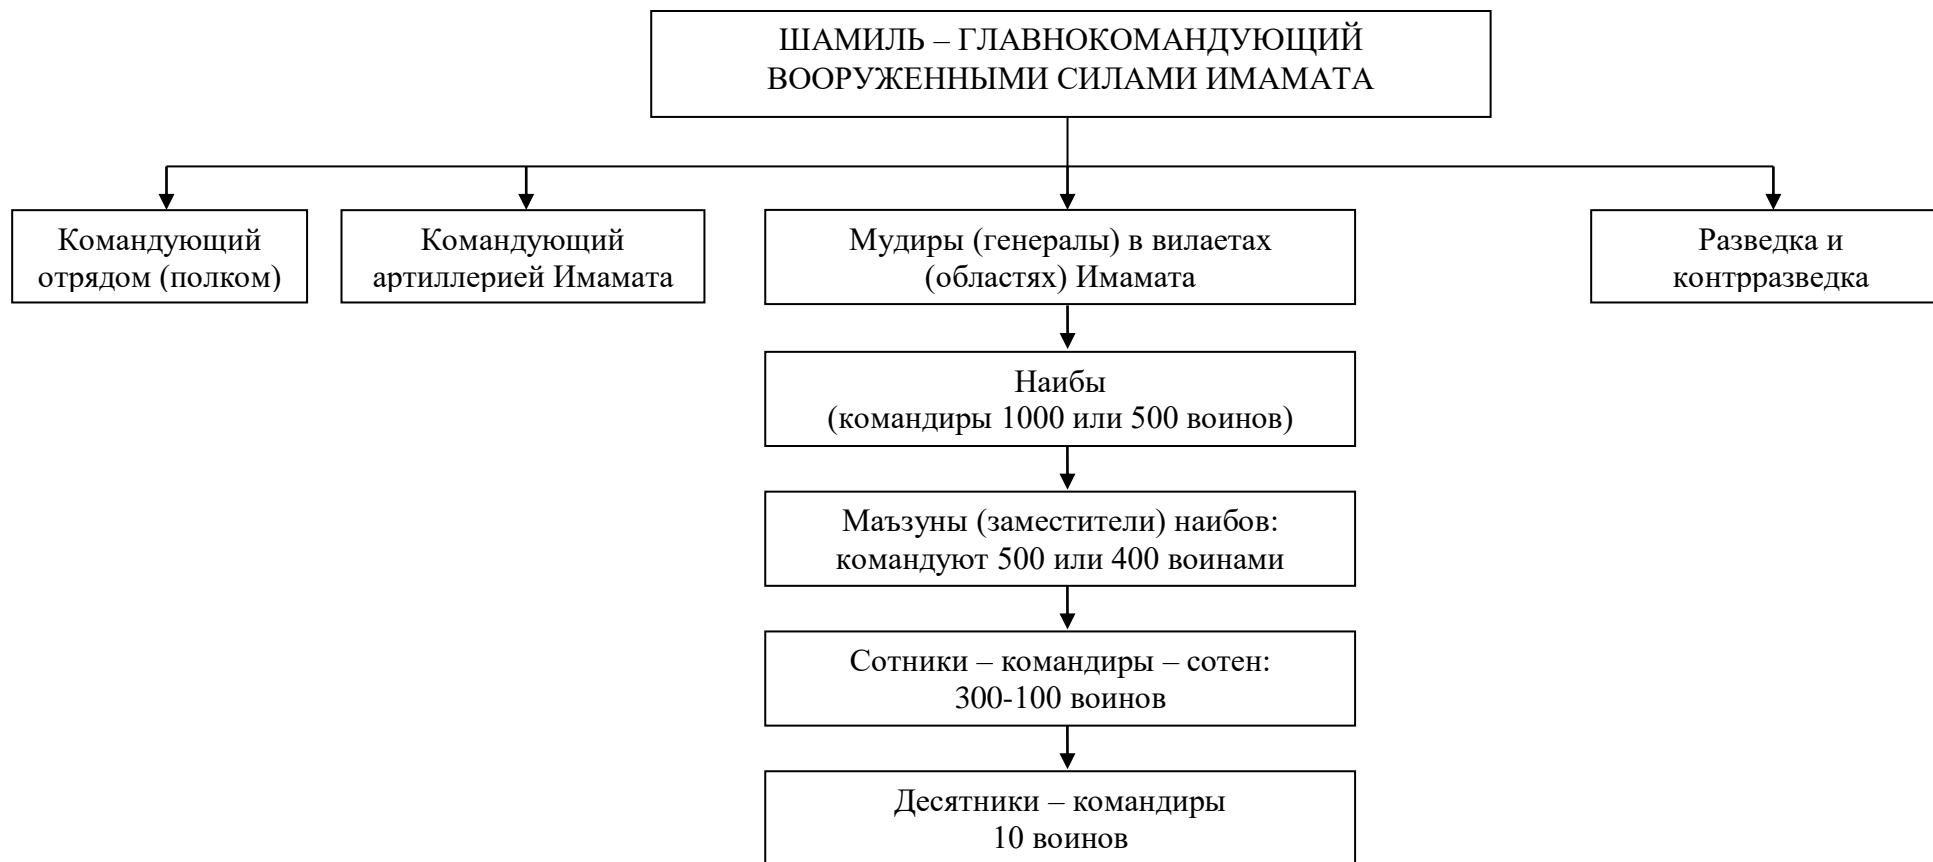 ШАМИЛЬ – ГЛАВНОКОМАНДУЮЩИЙ
ВООРУЖЕННЫМИ СИЛАМИ ИМАМАТА
Командующий
отрядом (полком)
Командующий
артиллерией Имамата
Мудиры (генералы) в вилаетах
(областях) Имамата
Разведка и
контрразведка
Наибы
(командиры 1000 или 500 воинов)
Маъзуны (заместители) наибов:
командуют 500 или 400 воинами
Сотники – командиры – сотен:
300-100 воинов
Десятники – командиры
10 воинов